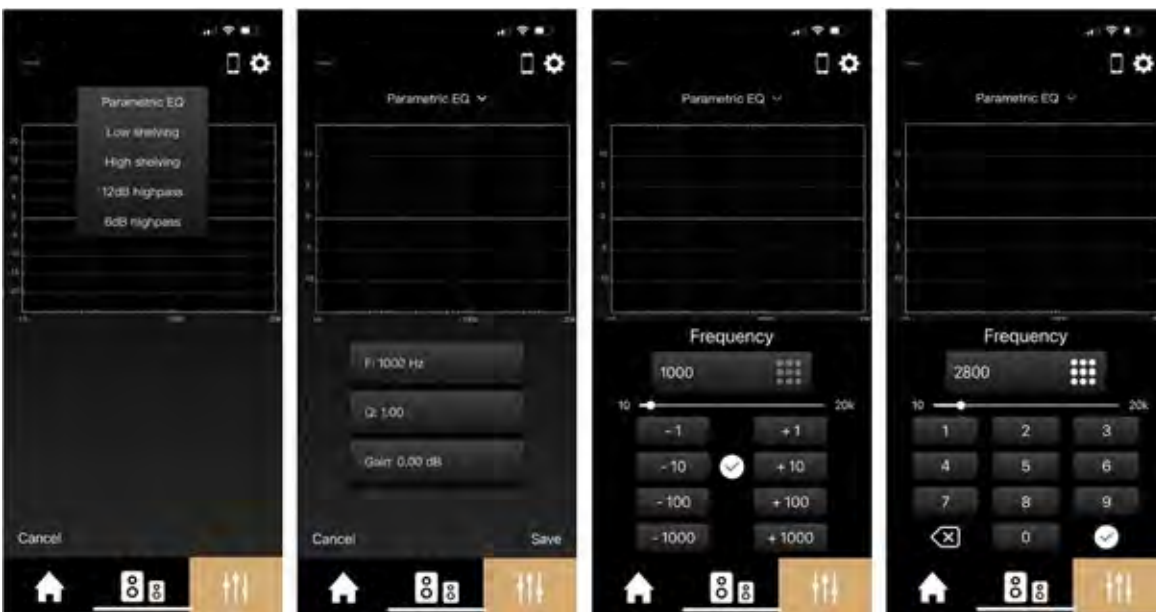 Parametric EQ
Low shelving
High shelving
12dB highpass
6dB highpass
Cancel
Parametric EQ
F: 1000 Hz
Q: 1.00
Gain: 0.00 dB
Cancel
Save
Parametric EQ
Frequency
1000
10
20k
- 1
+ 1
- 10
+ 10
- 100
+ 100
- 1000
+ 1000
Parametric EQ
Frequency
2800
10
20k
1 2 3
4 5 6
7 8 9
0